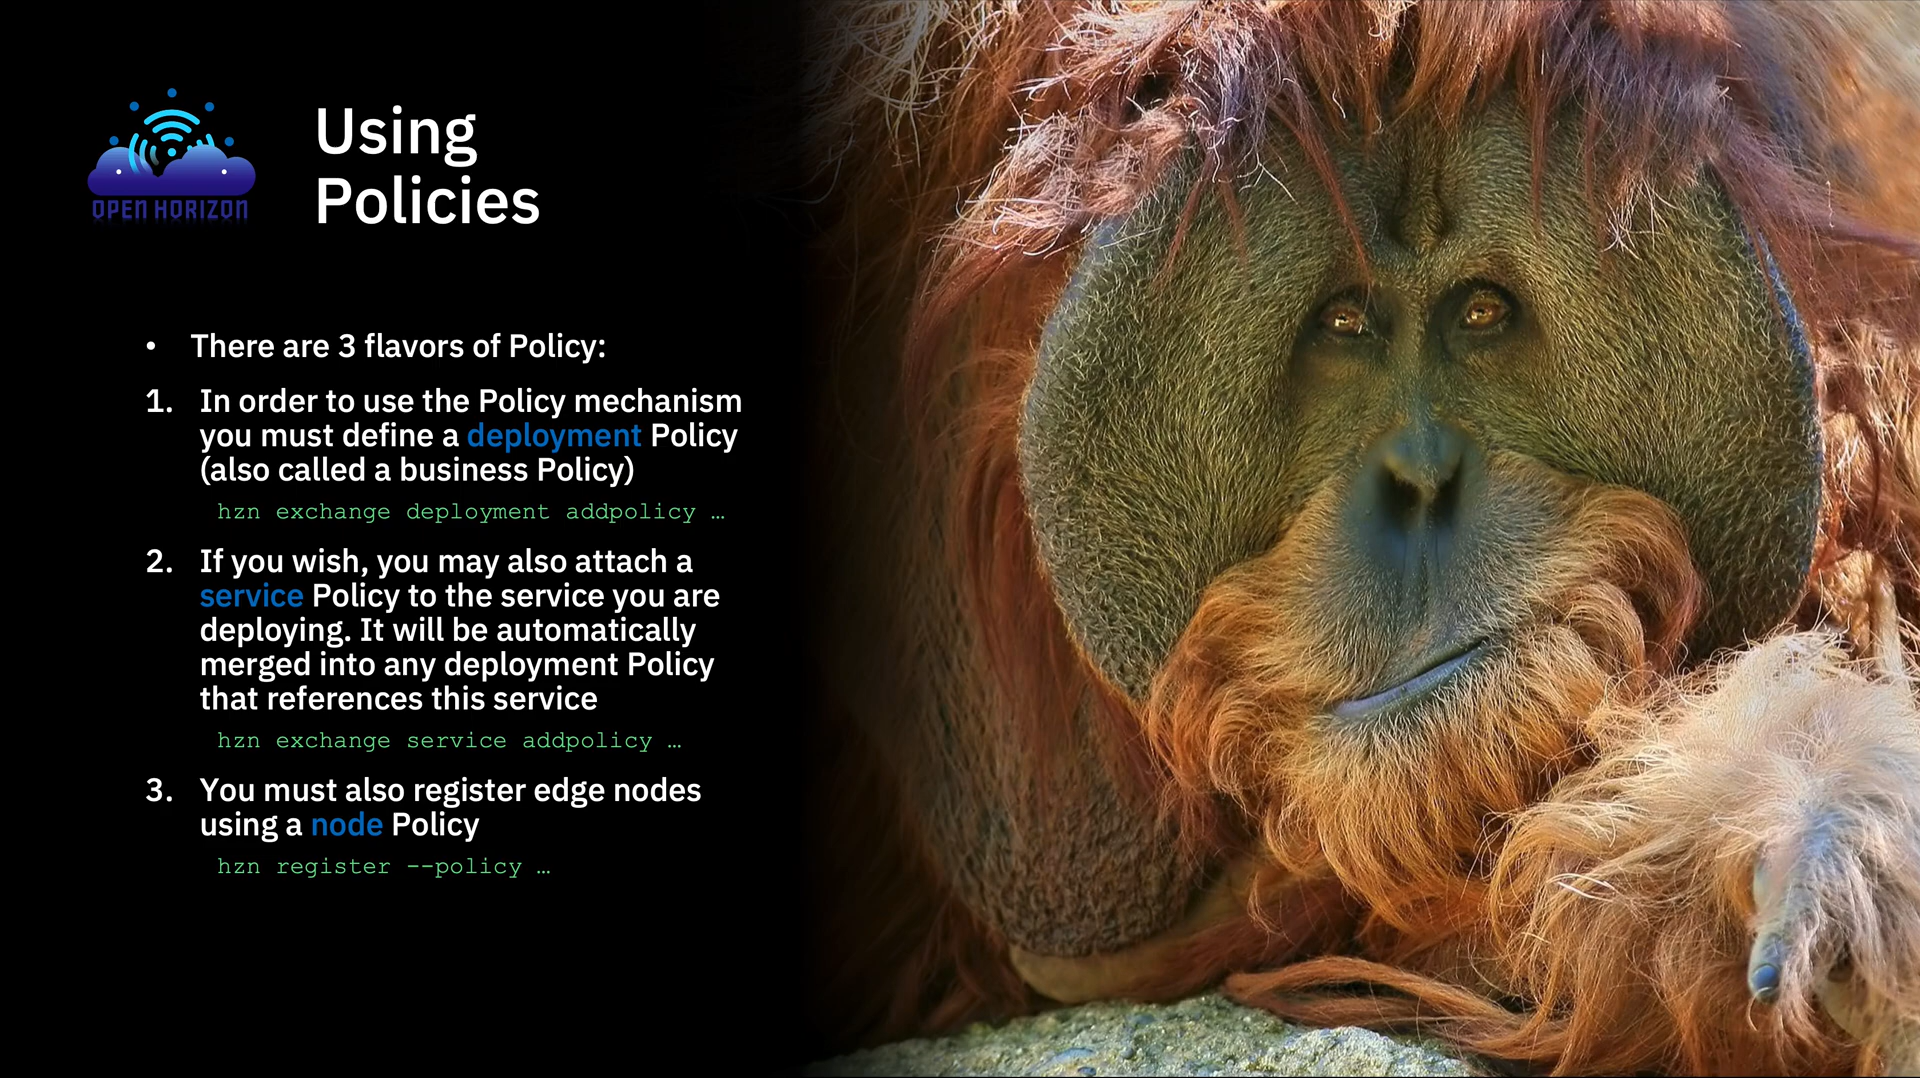 OPEN HORIZON
Using
Policies
• There are 3 flavors of Policy:
1. In order to use the Policy mechanism
you must define a deployment Policy
(also called a business Policy)
hzn exchange deployment addpolicy …
2. If you wish, you may also attach a
service Policy to the service you are
deploying. It will be automatically
merged into any deployment Policy
that references this service
hzn exchange service addpolicy …
3. You must also register edge nodes
using a node Policy
hzn register --policy …